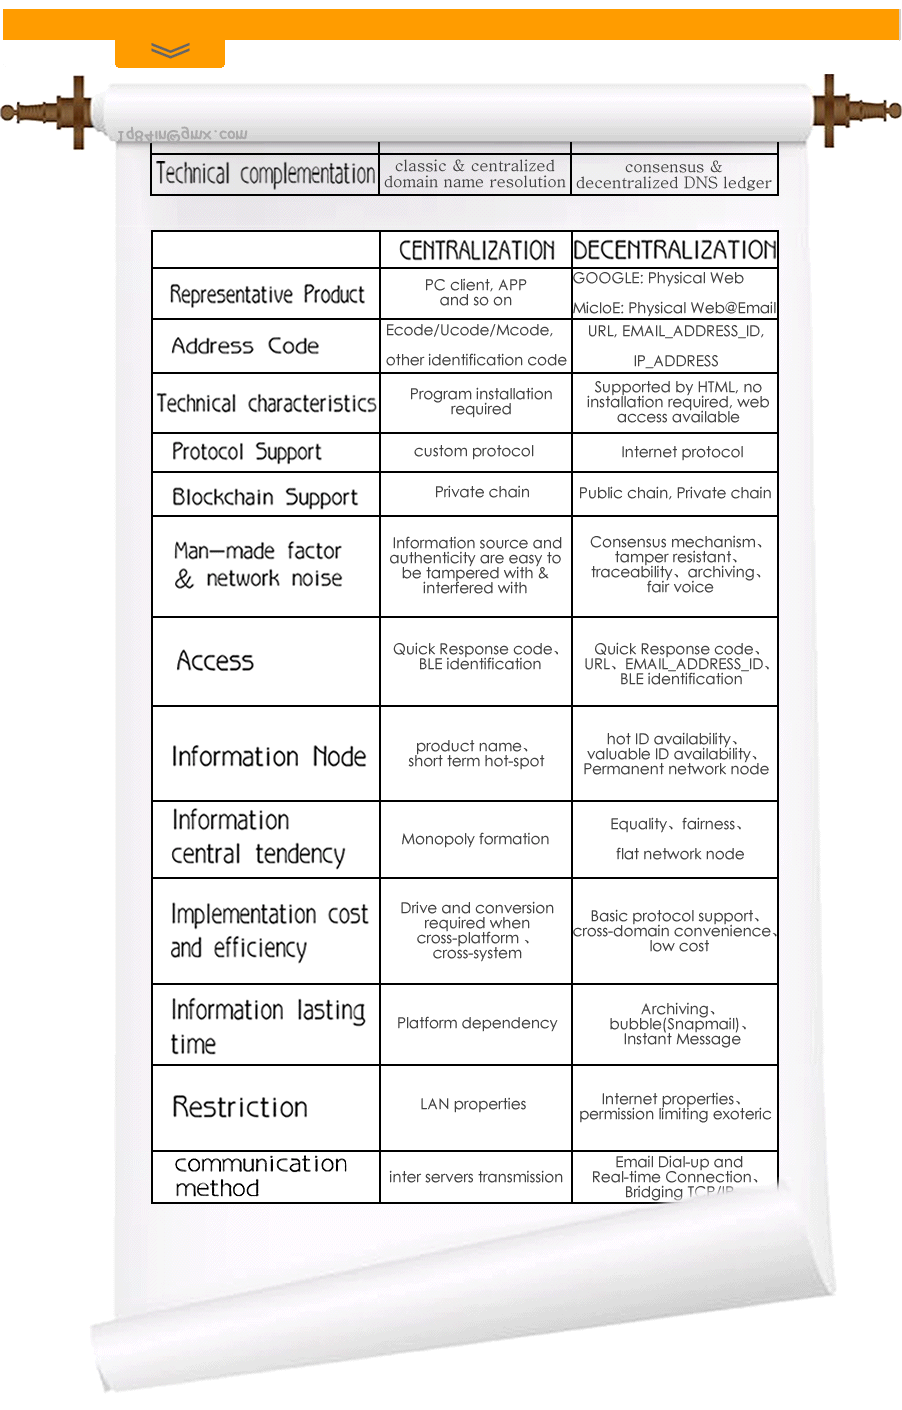 1q84in@gmx.com
Technical complementation
classic & centralized
domain name resolution
consensus &
decentralized DNS ledger
CENTRALIZATION
DECENTRALIZATION
Representative Product
PC client, APP
and so on
GOOGLE: Physical Web
MicloE: Physical Web@Email
Address Code
Ecode/Ucode/Mcode,
other identification code
URL, EMAIL_ADDRESS_ID,
IP_ADDRESS
Technical characteristics
Program installation
required
Supported by HTML, no
installation required, web
access available
Protocol Support
custom protocol
Internet protocol
Blockchain Support
Private chain
Public chain, Private chain
Man-made factor
& network noise
Information source and
authenticity are easy to
be tampered with &
interfered with
Consensus mechanism、
tamper resistant、
traceability、archiving、
fair voice
Access
Quick Response code、
BLE identification
Quick Response code、
URL、EMAIL_ADDRESS_ID、
BLE identification
Information Node
product name、
short term hot-spot
hot ID availability、
valuable ID availability、
Permanent network node
Information
central tendency
Monopoly formation
Equality、fairness、
flat network node
Implementation cost
and efficiency
Drive and conversion
required when
cross-platform 、
cross-system
Basic protocol support、
cross-domain convenience、
low cost
Information lasting
time
Platform dependency
Archiving、
bubble(Snapmail)、
Instant Message
Restriction
LAN properties
Internet properties、
permission limiting exoteric
communication
method
inter servers transmission
Email Dial-up and
Real-time Connection、
Bridging TCP/IP